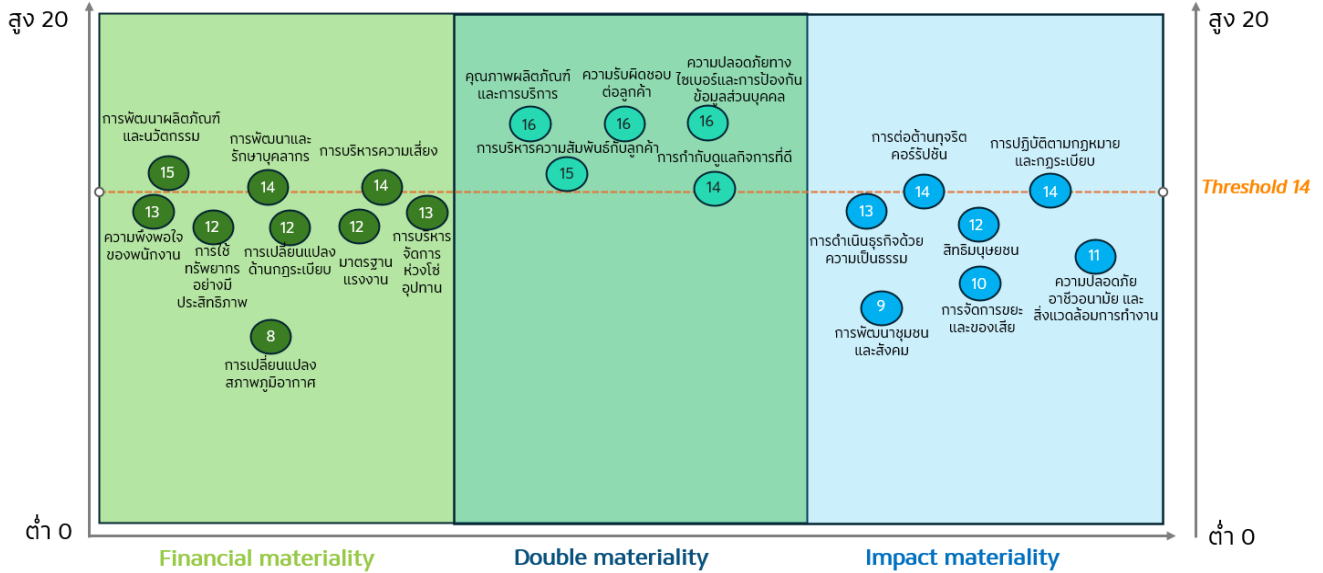 สูง 20
สูง 20
คุณภาพผลิตภัณฑ์
และการบริการ
16
ความรับผิดชอบ
ต่อลูกค้า
16
ความปลอดภัยทาง
ไซเบอร์และการป้องกัน
ข้อมูลส่วนบุคคล
16
การพัฒนาผลิตภัณฑ์
และนวัตกรรม
15
การพัฒนาและ
รักษาบุคลากร
14
การบริหารความเสี่ยง
14
การบริหารความสัมพันธ์กับลูกค้า
15
การกำกับดูแลกิจการที่ดี
14
การต่อต้านทุจริต
คอร์รัปชัน
14
การปฏิบัติตามกฎหมาย
และกฎระเบียบ
14
Threshold 14
13
ความพึงพอใจ
ของพนักงาน
12
การใช้
ทรัพยากร
อย่างมี
ประสิทธิภาพ
12
การเปลี่ยนแปลง
ด้านกฎระเบียบ
12
มาตรฐาน
แรงงาน
13
การบริหาร
จัดการ
ห่วงโซ่
อุปทาน
13
การดำเนินธุรกิจด้วย
ความเป็นธรรม
12
สิทธิมนุษยชน
11
ความปลอดภัย
อาชีวอนามัย และ
สิ่งแวดล้อมการทำงาน
10
การจัดการขยะ
และของเสีย
9
การพัฒนาชุมชน
และสังคม
8
การเปลี่ยนแปลง
สภาพภูมิอากาศ
ต่ำ 0
ต่ำ 0
Financial materiality
Double materiality
Impact materiality